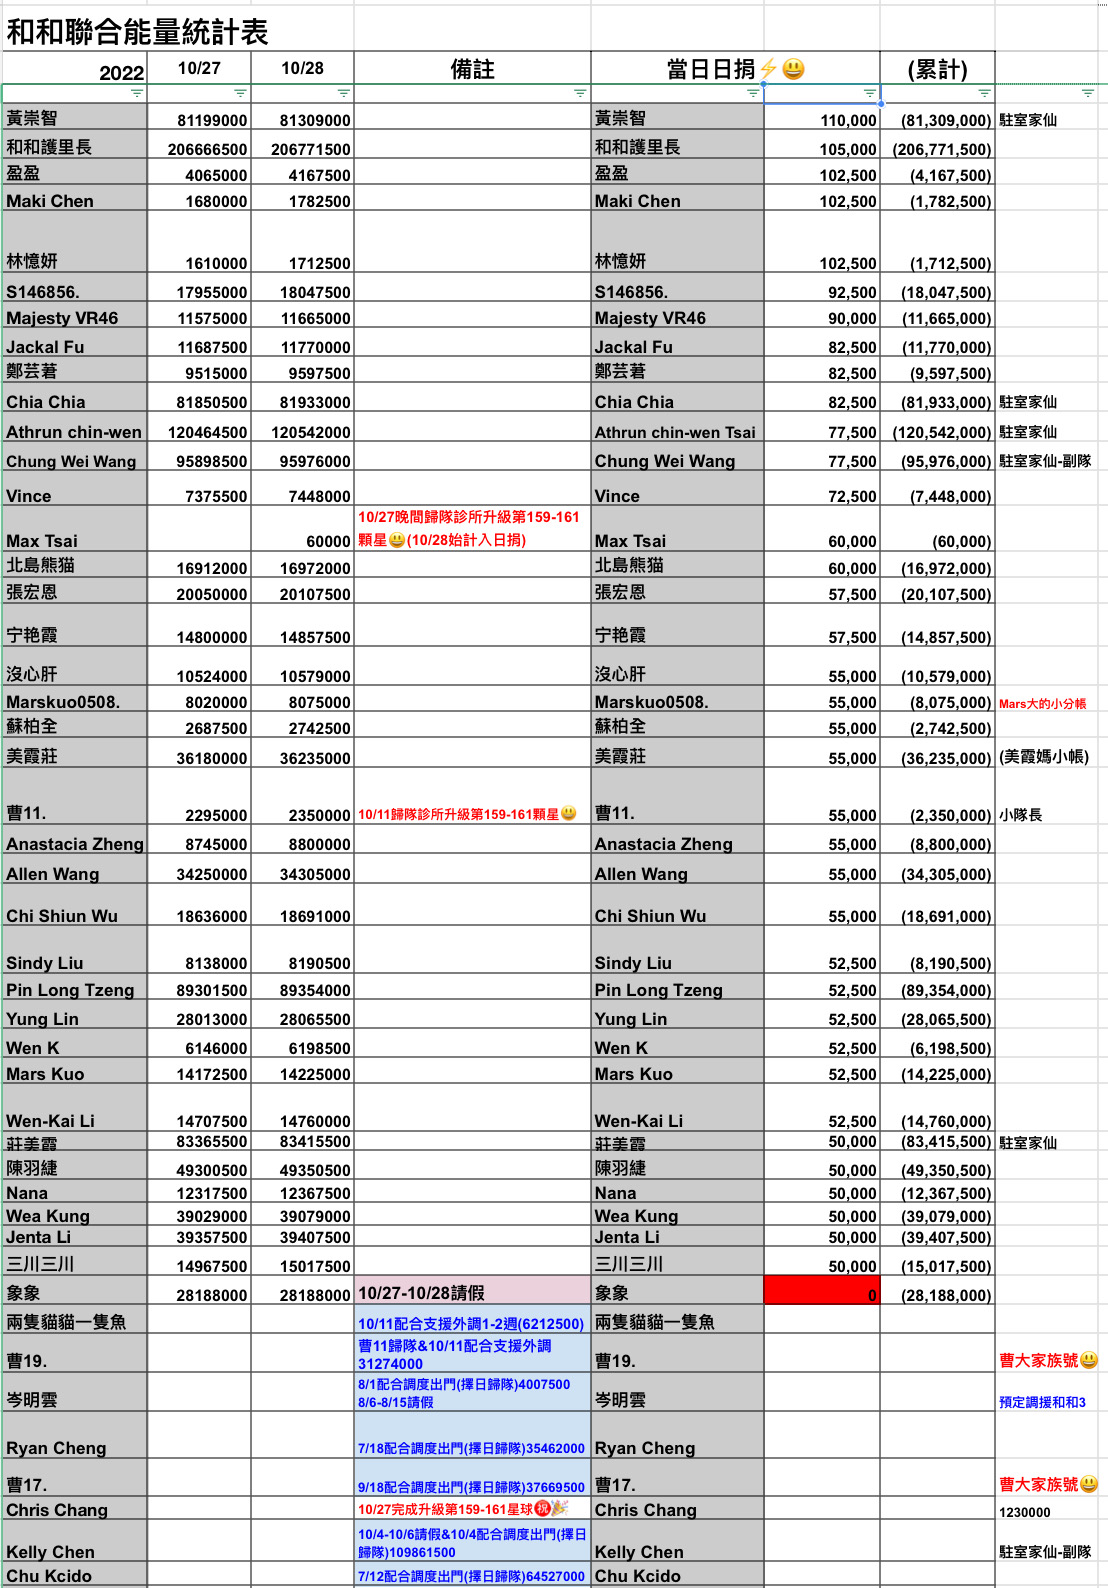 和和聯合能量統計表
2022 10/27 10/28 備註 當日日捐⚡😃 (累計)
黃崇智 81199000 81309000 黃崇智 110,000 (81,309,000) 駐室家仙
和和護里長 206666500 206771500 和和護里長 105,000 (206,771,500)
盈盈 4065000 4167500 盈盈 102,500 (4,167,500)
Maki Chen 1680000 1782500 Maki Chen 102,500 (1,782,500)
林憶妍 1610000 1712500 林憶妍 102,500 (1,712,500)
S146856. 17955000 18047500 S146856. 92,500 (18,047,500)
Majesty VR46 11575000 11665000 Majesty VR46 90,000 (11,665,000)
Jackal Fu 11687500 11770000 Jackal Fu 82,500 (11,770,000)
鄭芸莙 9515000 9597500 鄭芸莙 82,500 (9,597,500)
Chia Chia 81850500 81933000 Chia Chia 82,500 (81,933,000) 駐室家仙
Athrun chin-wen 120464500 120542000 Athrun chin-wen Tsai 77,500 (120,542,000) 駐室家仙
Chung Wei Wang 95898500 95976000 Chung Wei Wang 77,500 (95,976,000) 駐室家仙-副隊
Vince 7375500 7448000 Vince 72,500 (7,448,000)
10/27晚間歸隊診所升級第159-161
Max Tsai 60000 顆星😃(10/28始計入日捐) Max Tsai 60,000 (60,000)
北島熊猫 16912000 16972000 北島熊猫 60,000 (16,972,000)
張宏恩 20050000 20107500 張宏恩 57,500 (20,107,500)
宁艳霞 14800000 14857500 宁艳霞 57,500 (14,857,500)
沒心肝 10524000 10579000 沒心肝 55,000 (10,579,000)
Marskuo0508. 8020000 8075000 Marskuo0508. 55,000 (8,075,000) Mars大的小分帳
蘇柏全 2687500 2742500 蘇柏全 55,000 (2,742,500)
美霞莊 36180000 36235000 美霞莊 55,000 (36,235,000) (美霞媽小帳)
曹11. 2295000 2350000 10/11歸隊診所升級第159-161顆星😃 曹11. 55,000 (2,350,000) 小隊長
Anastacia Zheng 8745000 8800000 Anastacia Zheng 55,000 (8,800,000)
Allen Wang 34250000 34305000 Allen Wang 55,000 (34,305,000)
Chi Shiun Wu 18636000 18691000 Chi Shiun Wu 55,000 (18,691,000)
Sindy Liu 8138000 8190500 Sindy Liu 52,500 (8,190,500)
Pin Long Tzeng 89301500 89354000 Pin Long Tzeng 52,500 (89,354,000)
Yung Lin 28013000 28065500 Yung Lin 52,500 (28,065,500)
Wen K 6146000 6198500 Wen K 52,500 (6,198,500)
Mars Kuo 14172500 14225000 Mars Kuo 52,500 (14,225,000)
Wen-Kai Li 14707500 14760000 Wen-Kai Li 52,500 (14,760,000)
莊美霞 83365500 83415500 莊美霞 50,000 (83,415,500) 駐室家仙
陳羽緁 49300500 49350500 陳羽緁 50,000 (49,350,500)
Nana 12317500 12367500 Nana 50,000 (12,367,500)
Wea Kung 39029000 39079000 Wea Kung 50,000 (39,079,000)
Jenta Li 39357500 39407500 Jenta Li 50,000 (39,407,500)
三川三川 14967500 15017500 三川三川 50,000 (15,017,500)
象象 28188000 28188000 10/27-10/28請假 象象 0 (28,188,000)
兩隻貓貓一隻魚 10/11配合支援外調1-2週(6212500) 兩隻貓貓一隻魚
曹11歸隊&10/11配合支援外調
曹19. 31274000 曹19. 曹大家族號😃
8/1配合調度出門(擇日歸隊)4007500
岑明雲 8/6-8/15請假 岑明雲 預定調援和和3
Ryan Cheng 7/18配合調度出門(擇日歸隊)35462000 Ryan Cheng
曹17. 9/18配合調度出門(擇日歸隊)37669500 曹17. 曹大家族號😃
Chris Chang 10/27完成升級第159-161星球㊗️🎉 Chris Chang 1230000
10/4-10/6請假&10/4配合調度出門(擇日
Kelly Chen 歸隊)109861500 Kelly Chen 駐室家仙-副隊
Chu Kcido 7/12配合調度出門(擇日歸隊)64527000 Chu Kcido